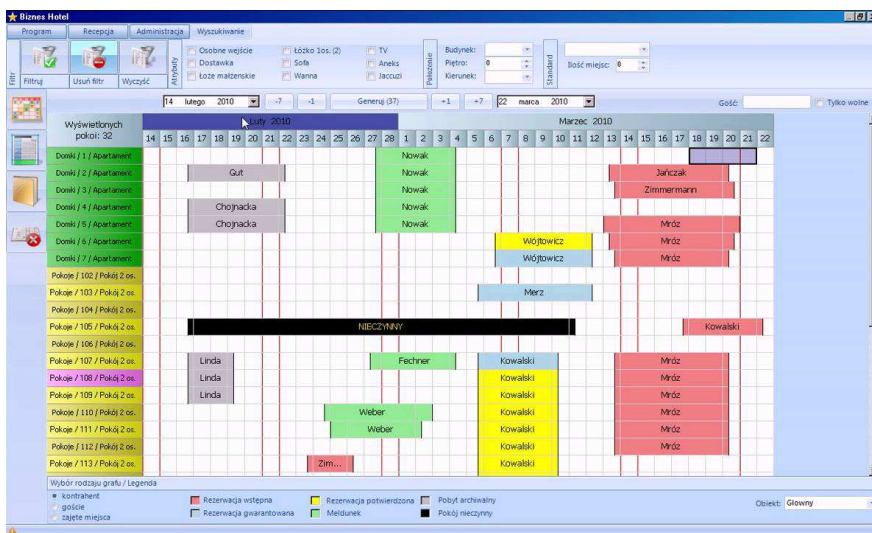 Biznes Hotel
Program Recepcja Administracja Wyszukiwanie
Filtr
Filtruj Usuń filtr Wyczyść
Atrybuty
Osobne wejście Łóżko 1os. (2) TV
Dostawka Sofa Aneks
Łoże małżenskie Wanna Jaccuzi
Położenie
Budynek:
Piętro: 0
Kierunek:
Standard
Ilość miejsc: 0
14 lutego 2010 -7 -1 Generuj (37) +1 +7 22 marca 2010 Gość: Tylko wolne
Wyświetlonych
pokoi: 32
Luty 2010 Marzec 2010
14 15 16 17 18 19 20 21 22 23 24 25 26 27 28 1 2 3 4 5 6 7 8 9 10 11 12 13 14 15 16 17 18 19 20 21 22
Domki / 1 / Apartament Nowak
Domki / 2 / Apartament Gut Nowak Jańczak
Domki / 3 / Apartament Nowak Zimmermann
Domki / 4 / Apartament Chojnacka Nowak
Domki / 5 / Apartament Chojnacka Nowak Mróz
Domki / 6 / Apartament Wójtowicz Mróz
Domki / 7 / Apartament Wójtowicz Mróz
Pokoje / 102 / Pokój 2 os.
Pokoje / 103 / Pokój 2 os. Merz
Pokoje / 104 / Pokój 2 os.
Pokoje / 105 / Pokój 2 os. NIECZYNNY Kowalski
Pokoje / 106 / Pokój 2 os.
Pokoje / 107 / Pokój 2 os. Linda Fechner Kowalski Mróz
Pokoje / 108 / Pokój 2 os. Linda Kowalski Mróz
Pokoje / 109 / Pokój 2 os. Linda Kowalski Mróz
Pokoje / 110 / Pokój 2 os. Weber Kowalski Mróz
Pokoje / 111 / Pokój 2 os. Weber Kowalski Mróz
Pokoje / 112 / Pokój 2 os. Kowalski Mróz
Pokoje / 113 / Pokój 2 os. Zim... Kowalski
Wybór rodzaju grafu / Legenda
kontrahent Rezerwacja wstępna Rezerwacja potwierdzona Pobyt archiwalny
goście Rezerwacja gwarantowana Meldunek Pokój nieczynny
zajęte miejsca
Obiekt: Glowny